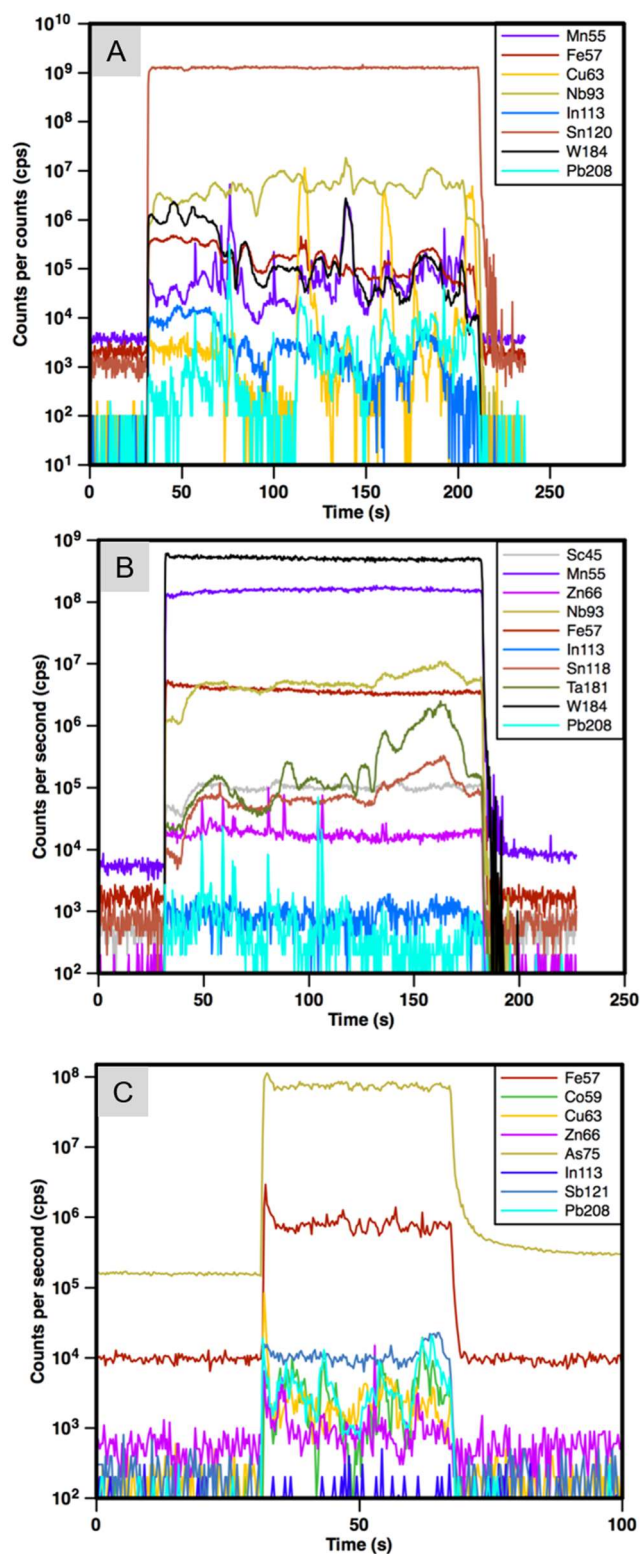 A
Counts per counts (cps)
10^10
10^9
10^8
10^7
10^6
10^5
10^4
10^3
10^2
10^1
0
50
100
150
200
250
Time (s)
Mn55
Fe57
Cu63
Nb93
In113
Sn120
W184
Pb208
B
Counts per second (cps)
10^9
10^8
10^7
10^6
10^5
10^4
10^3
10^2
0
50
100
150
200
250
Time (s)
Sc45
Mn55
Zn66
Nb93
Fe57
In113
Sn118
Ta181
W184
Pb208
C
Counts per second (cps)
10^8
10^7
10^6
10^5
10^4
10^3
10^2
0
50
100
Time (s)
Fe57
Co59
Cu63
Zn66
As75
In113
Sb121
Pb208